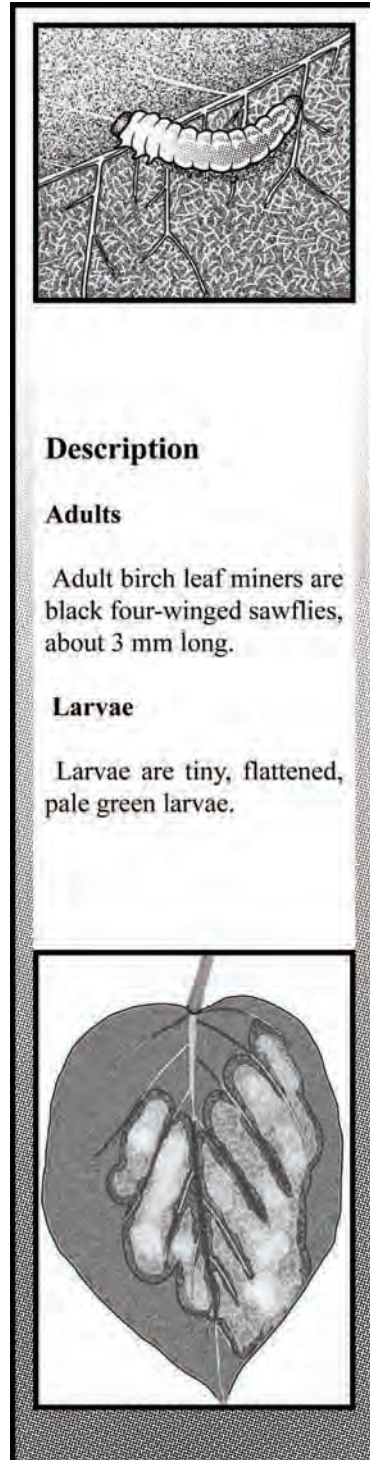 Description
Adults
Adult birch leaf miners are
black four-winged sawflies,
about 3 mm long.
Larvae
Larvae are tiny, flattened,
pale green larvae.